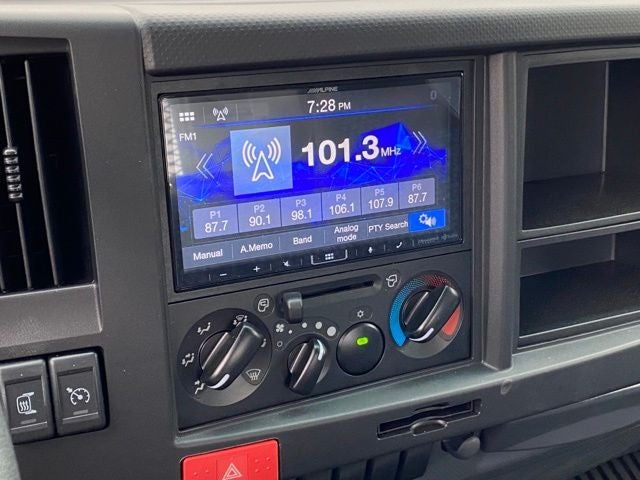 ALPINE
7:28 PM
FM1
101.3 MHz
P1 P2 P3 P4 P5 P6
87.7 90.1 98.1 106.1 107.9 87.7
Manual A.Memo Band Analog mode PTY Search